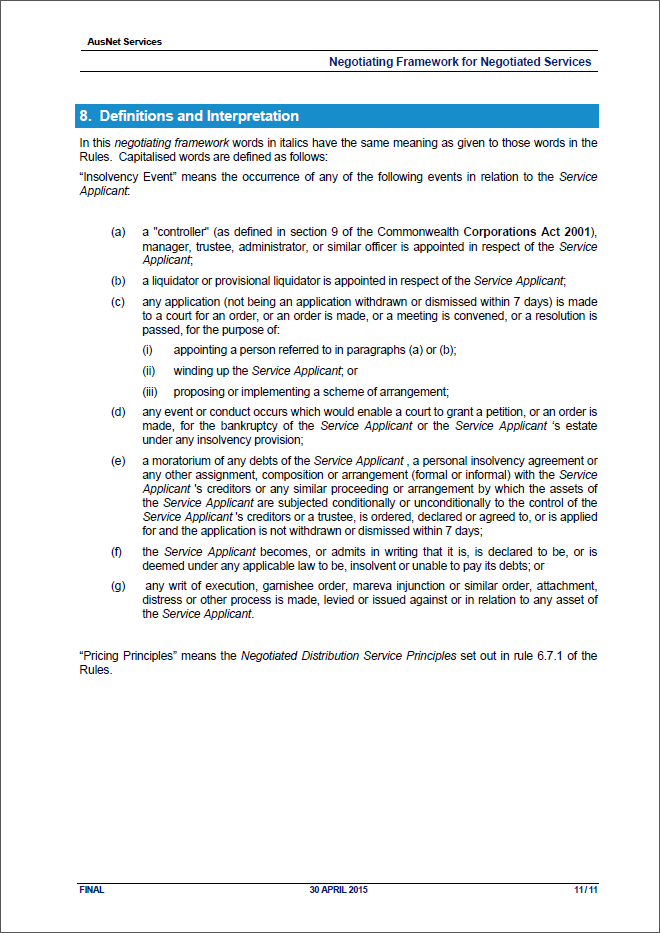 AusNet Services
Negotiating Framework for Negotiated Services
8. Definitions and Interpretation
In this negotiating framework words in italics have the same meaning as given to those words in the
Rules. Capitalised words are defined as follows:
“Insolvency Event” means the occurrence of any of the following events in relation to the Service
Applicant:
(a) a "controller" (as defined in section 9 of the Commonwealth Corporations Act 2001),
manager, trustee, administrator, or similar officer is appointed in respect of the Service
Applicant;
(b) a liquidator or provisional liquidator is appointed in respect of the Service Applicant;
(c) any application (not being an application withdrawn or dismissed within 7 days) is made
to a court for an order, or an order is made, or a meeting is convened, or a resolution is
passed, for the purpose of:
(i) appointing a person referred to in paragraphs (a) or (b);
(ii) winding up the Service Applicant; or
(iii) proposing or implementing a scheme of arrangement;
(d) any event or conduct occurs which would enable a court to grant a petition, or an order is
made, for the bankruptcy of the Service Applicant or the Service Applicant ‘s estate
under any insolvency provision;
(e) a moratorium of any debts of the Service Applicant , a personal insolvency agreement or
any other assignment, composition or arrangement (formal or informal) with the Service
Applicant 's creditors or any similar proceeding or arrangement by which the assets of
the Service Applicant are subjected conditionally or unconditionally to the control of the
Service Applicant 's creditors or a trustee, is ordered, declared or agreed to, or is applied
for and the application is not withdrawn or dismissed within 7 days;
(f) the Service Applicant becomes, or admits in writing that it is, is declared to be, or is
deemed under any applicable law to be, insolvent or unable to pay its debts; or
(g) any writ of execution, garnishee order, mareva injunction or similar order, attachment,
distress or other process is made, levied or issued against or in relation to any asset of
the Service Applicant.
“Pricing Principles” means the Negotiated Distribution Service Principles set out in rule 6.7.1 of the
Rules.
FINAL 30 APRIL 2015 11 / 11